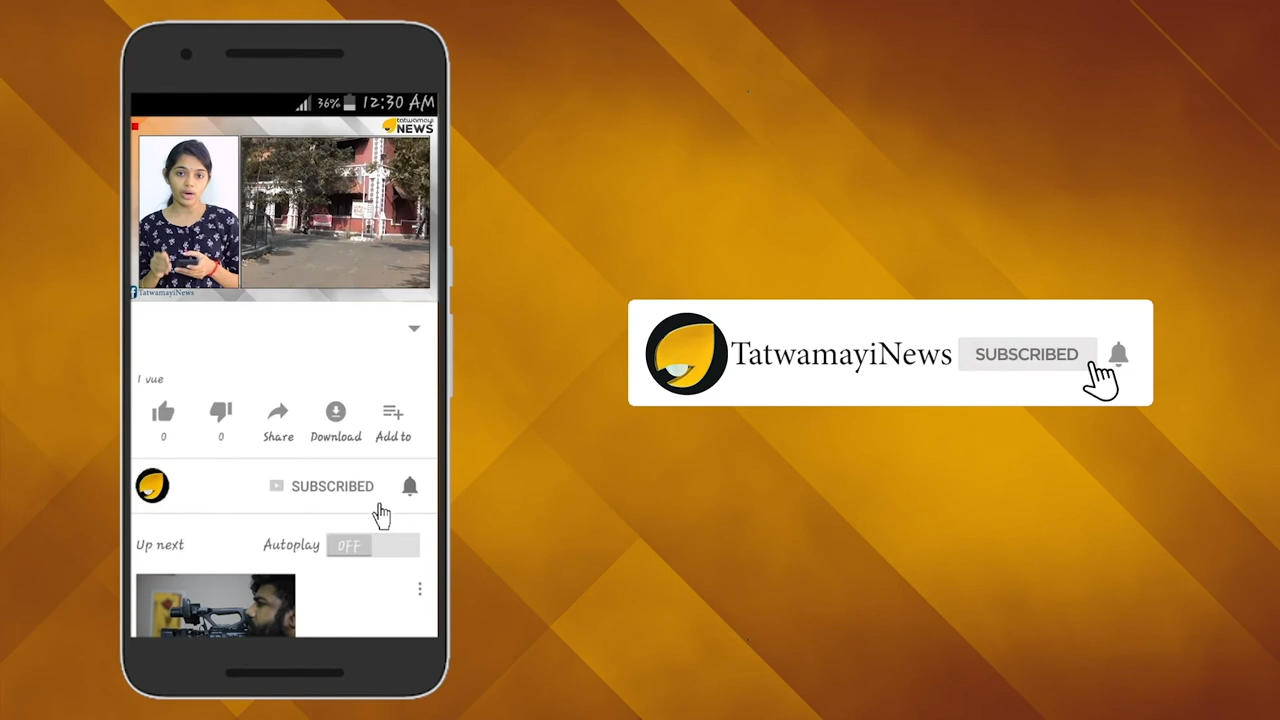 36% 12:30 AM
tatwamayi
NEWS
TatwamayiNews
1 vue
0 0 Share Download Add to
SUBSCRIBED
Up next Autoplay OFF
TatwamayiNews SUBSCRIBED